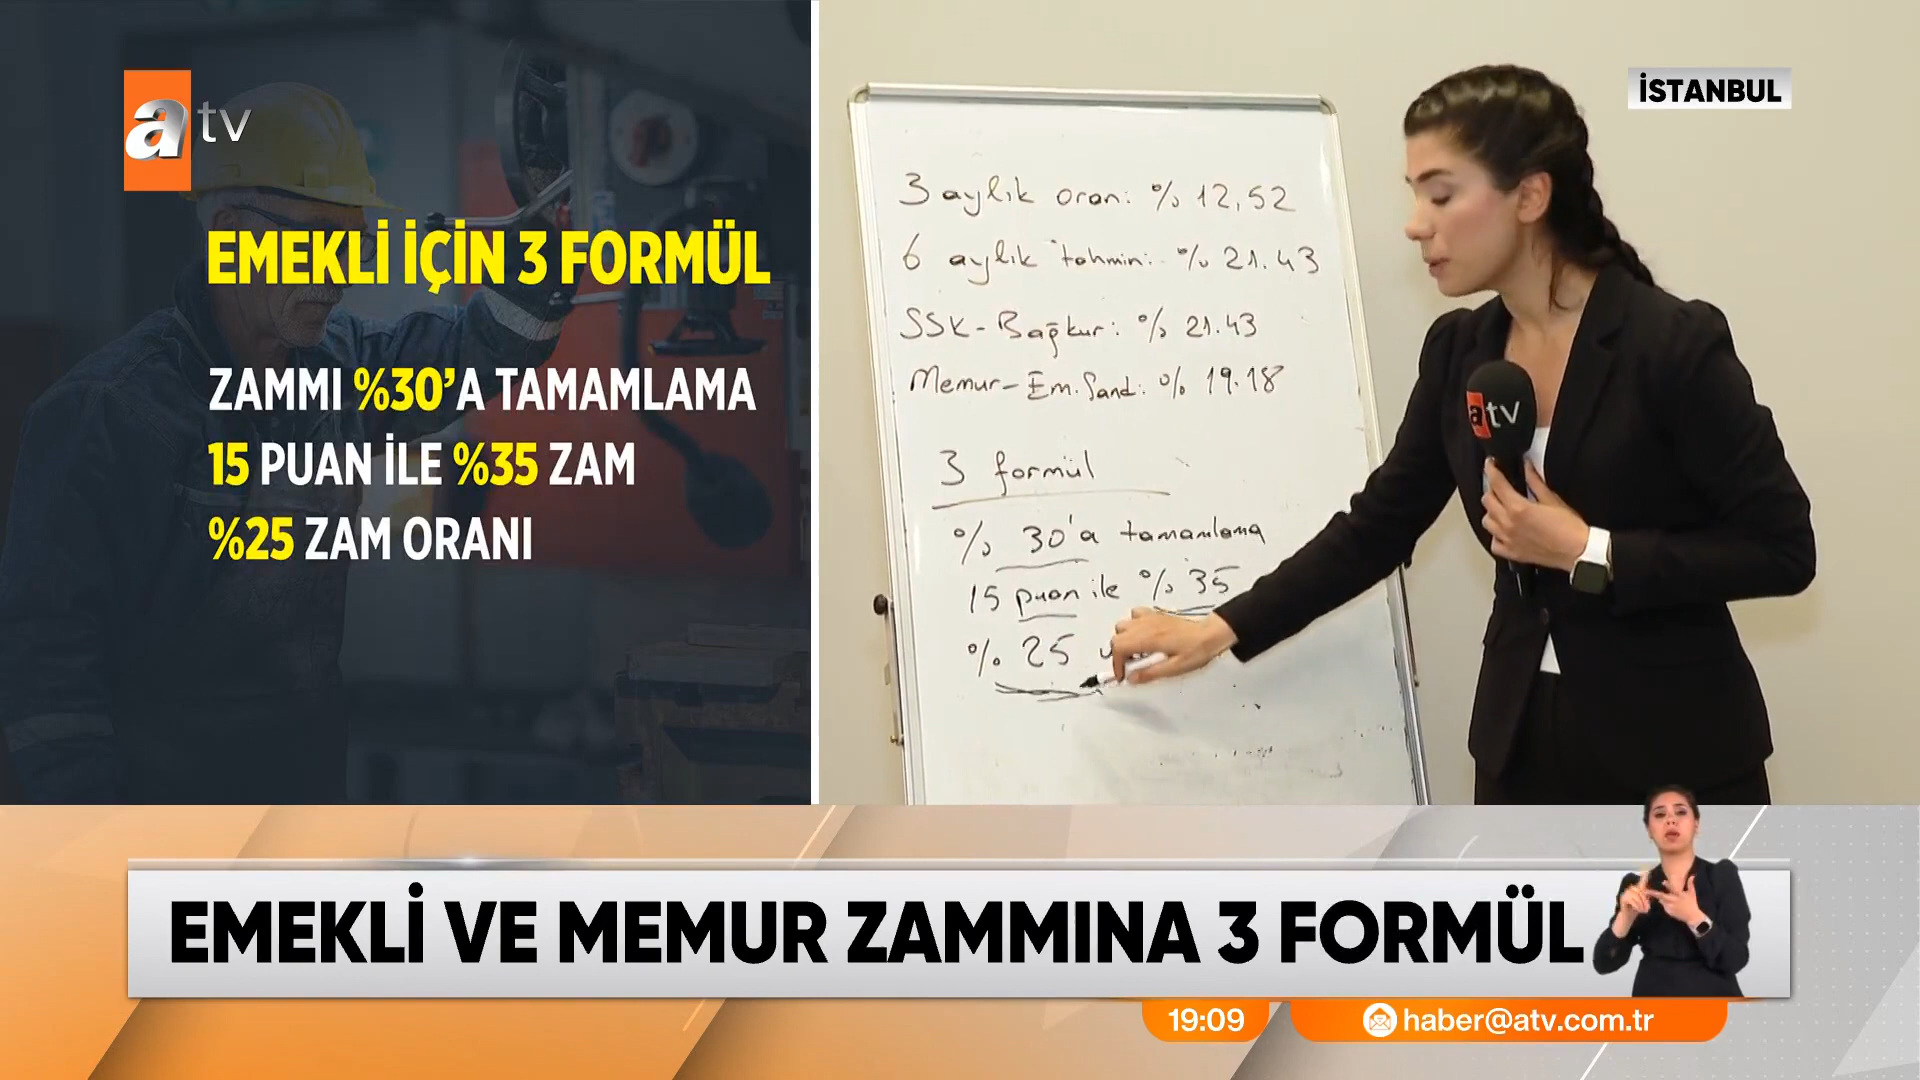 atv
EMEKLİ İÇİN 3 FORMÜL
ZAMMI %30'A TAMAMLAMA
15 PUAN İLE %35 ZAM
%25 ZAM ORANI
İSTANBUL
3 aylık oran: % 12,52
6 aylık tahmin: % 21.43
SSK-Bağkur: % 21.43
Memur-Em.Sand: % 19.18
3 formül
% 30'a tamamlama
15 puan ile % 35
% 25
atv
EMEKLİ VE MEMUR ZAMMINA 3 FORMÜL
19:09
haber@atv.com.tr